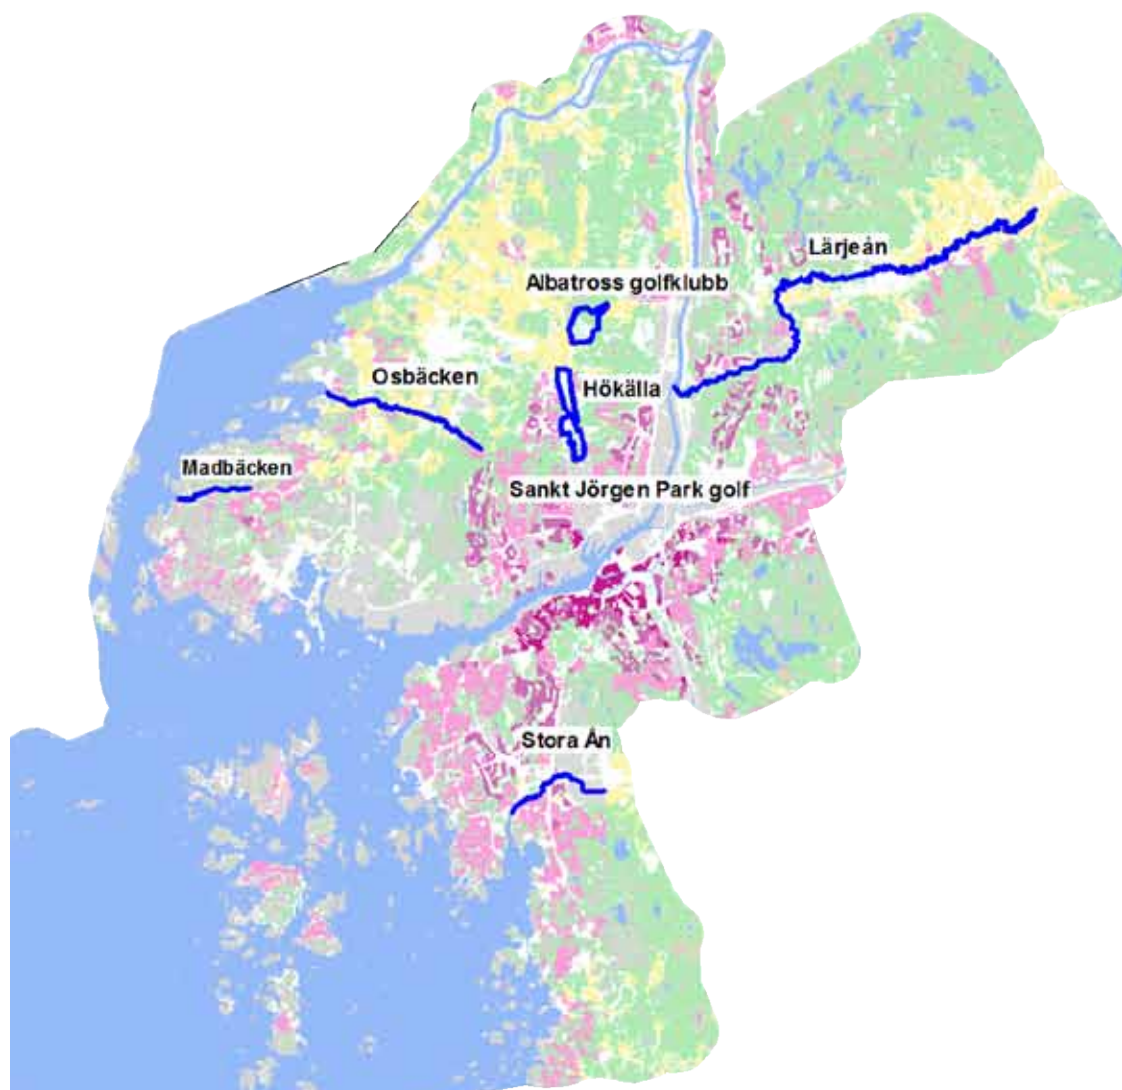 Lärjeån
Albatross golfklubb
Osbäcken
Hökälla
Madbäcken
Sankt Jörgen Park golf
Stora Ån